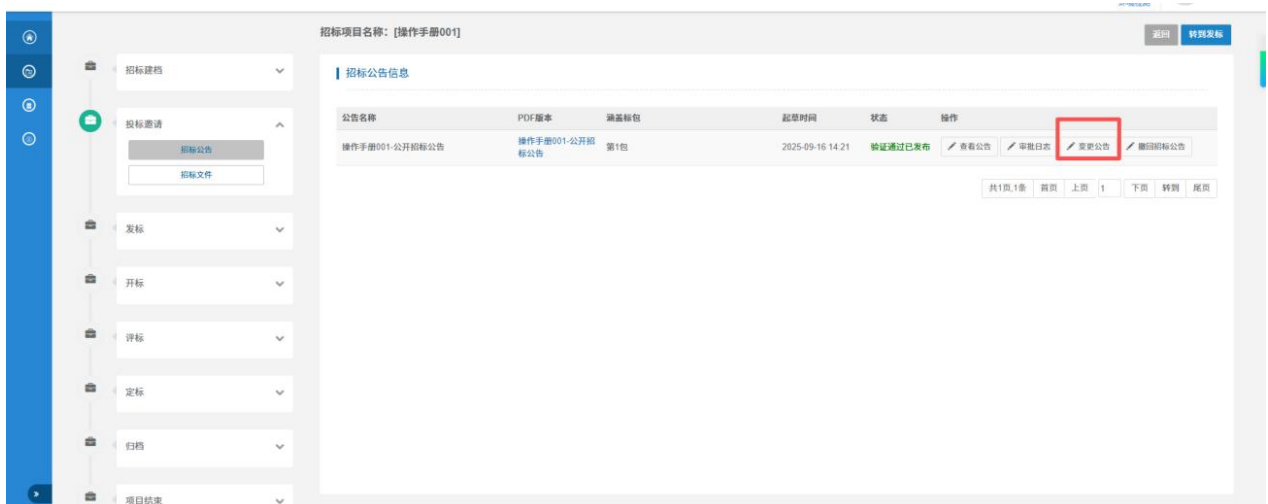 招标项目名称：[操作手册001]
返回 转到发标
招标建档
投标邀请
招标公告
招标文件
发标
开标
评标
定标
归档
项目结束
招标公告信息
公告名称 PDF版本 涵盖标包 起草时间 状态 操作
操作手册001-公开招标公告 操作手册001-公开招 第1包 2025-09-16 14:21 验证通过已发布 查看公告 审批日志 变更公告 撤回招标公告
标公告
共1页,1条 首页 上页 1 下页 转到 尾页